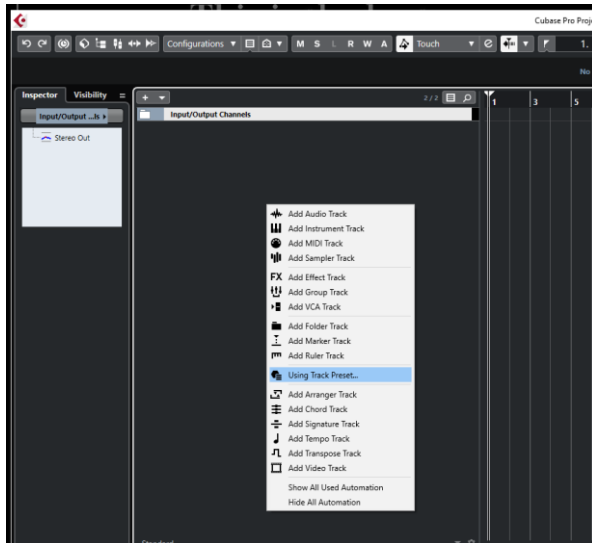 Cubase Pro Proj
Configurations
M S L R W A
Touch
1.
No
Inspector Visibility
2 / 2
1 3 5
Input/Output ...ls
Input/Output Channels
Stereo Out
Add Audio Track
Add Instrument Track
Add MIDI Track
Add Sampler Track
FX Add Effect Track
Add Group Track
Add VCA Track
Add Folder Track
Add Marker Track
Add Ruler Track
Using Track Preset...
Add Arranger Track
Add Chord Track
Add Signature Track
Add Tempo Track
Add Transpose Track
Add Video Track
Show All Used Automation
Hide All Automation
Standard